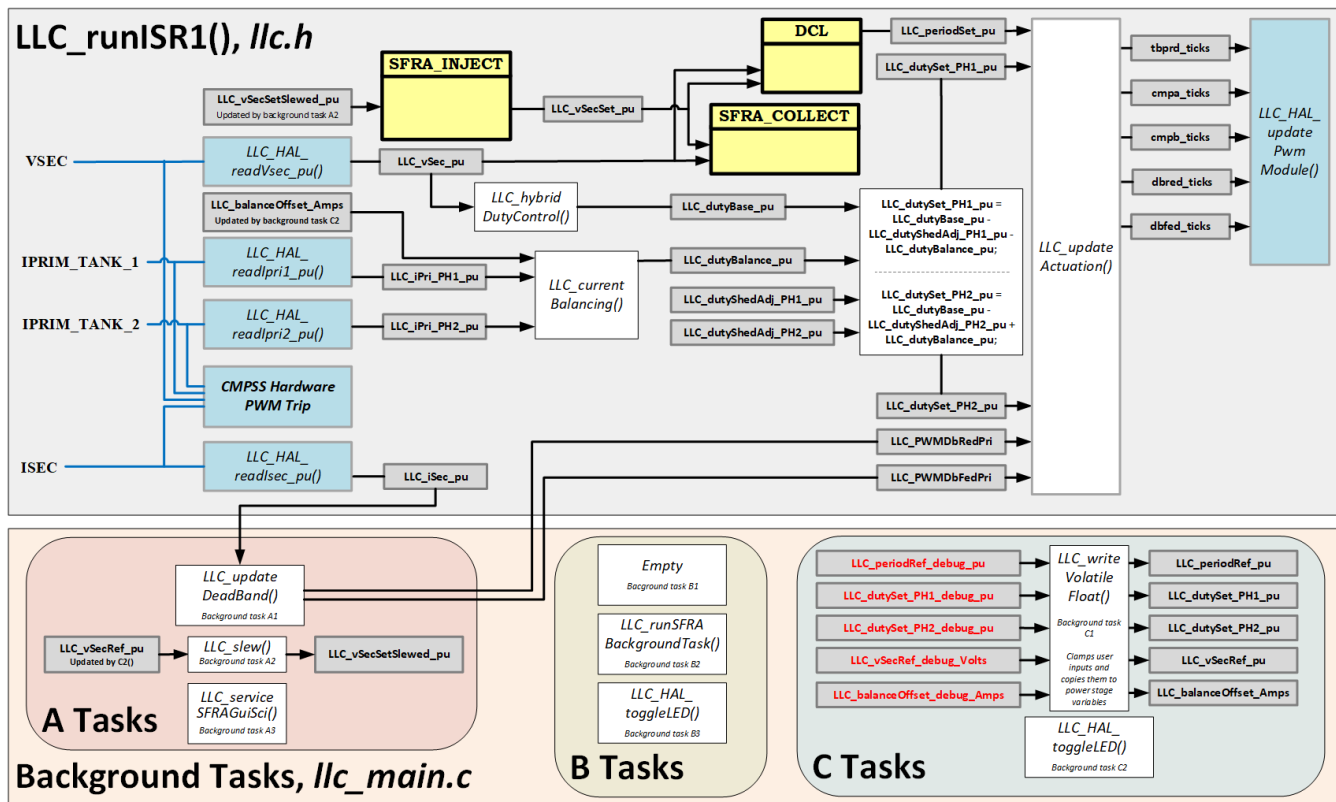 LLC_runISR1(), llc.h
SFRA_INJECT
DCL
SFRA_COLLECT
LLC_periodSet_pu
LLC_dutySet_PH1_pu
LLC_vSecSetSlewed_pu
Updated by background task A2
LLC_vSecSet_pu
VSEC
LLC_HAL_
readVsec_pu()
LLC_vSec_pu
LLC_hybrid
DutyControl()
LLC_dutyBase_pu
LLC_balanceOffset_Amps
Updated by background task C2
IPRIM_TANK_1
LLC_HAL_
readIpri1_pu()
LLC_iPri_PH1_pu
LLC_current
Balancing()
LLC_dutyBalance_pu
LLC_dutyShedAdj_PH1_pu
LLC_dutyShedAdj_PH2_pu
IPRIM_TANK_2
LLC_HAL_
readIpri2_pu()
LLC_iPri_PH2_pu
LLC_dutySet_PH1_pu =
LLC_dutyBase_pu -
LLC_dutyShedAdj_PH1_pu -
LLC_dutyBalance_pu;
LLC_dutySet_PH2_pu =
LLC_dutyBase_pu -
LLC_dutyShedAdj_PH2_pu +
LLC_dutyBalance_pu;
CMPSS Hardware
PWM Trip
LLC_dutySet_PH2_pu
LLC_PWMDbRedPri
LLC_PWMDbFedPri
ISEC
LLC_HAL_
readIsec_pu()
LLC_iSec_pu
LLC_update
Actuation()
tbprd_ticks
cmpa_ticks
cmpb_ticks
dbred_ticks
dbfed_ticks
LLC_HAL_
update
Pwm
Module()
LLC_update
DeadBand()
Background task A1
LLC_vSecRef_pu
Updated by C2()
LLC_slew()
Background task A2
LLC_vSecSetSlewed_pu
LLC_service
SFRAGuiSci()
Background task A3
A Tasks
Empty
Bacground task B1
LLC_runSFRA
BackgroundTask()
Background task B2
LLC_HAL_
toggleLED()
Background task B3
B Tasks
LLC_periodRef_debug_pu
LLC_dutySet_PH1_debug_pu
LLC_dutySet_PH2_debug_pu
LLC_vSecRef_debug_Volts
LLC_balanceOffset_debug_Amps
LLC_write
Volatile
Float()
Background task
C1
Clamps user
inputs and
copies them to
power stage
variables
LLC_periodRef_pu
LLC_dutySet_PH1_pu
LLC_dutySet_PH2_pu
LLC_vSecRef_pu
LLC_balanceOffset_Amps
LLC_HAL_
toggleLED()
Background task C2
C Tasks
Background Tasks, llc_main.c